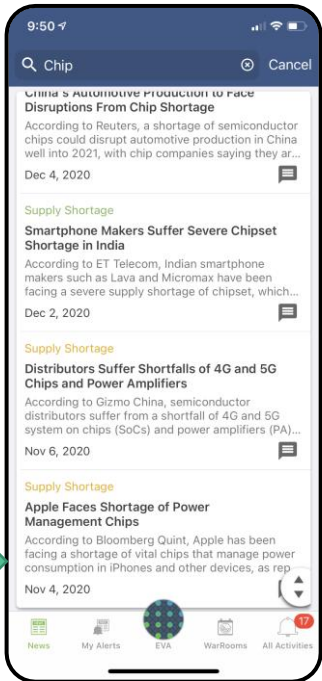 9:50
Chip
Cancel
China's Automotive Production to Face
Disruptions From Chip Shortage
According to Reuters, a shortage of semiconductor
chips could disrupt automotive production in China
well into 2021, with chip companies saying they ar...
Dec 4, 2020
Supply Shortage
Smartphone Makers Suffer Severe Chipset
Shortage in India
According to ET Telecom, Indian smartphone
makers such as Lava and Micromax have been
facing a severe supply shortage of chipset, which...
Dec 2, 2020
Supply Shortage
Distributors Suffer Shortfalls of 4G and 5G
Chips and Power Amplifiers
According to Gizmo China, semiconductor
distributors suffer from a shortfall of 4G and 5G
system on chips (SoCs) and power amplifiers (PA)...
Nov 6, 2020
Supply Shortage
Apple Faces Shortage of Power
Management Chips
According to Bloomberg Quint, Apple has been
facing a shortage of vital chips that manage power
consumption in iPhones and other devices, as rep
Nov 4, 2020
17
News
My Alerts
EVA
WarRooms
All Activities